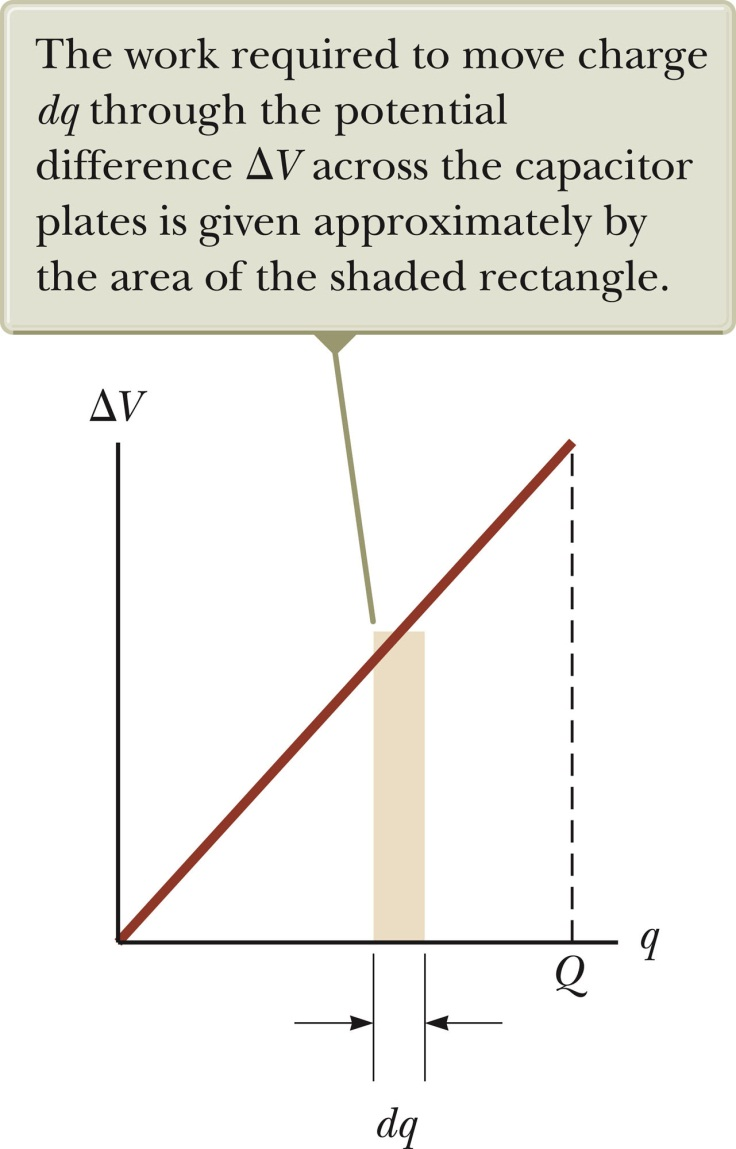 The work required to move charge
dq through the potential
difference ΔV across the capacitor
plates is given approximately by
the area of the shaded rectangle.
ΔV
q
Q
dq